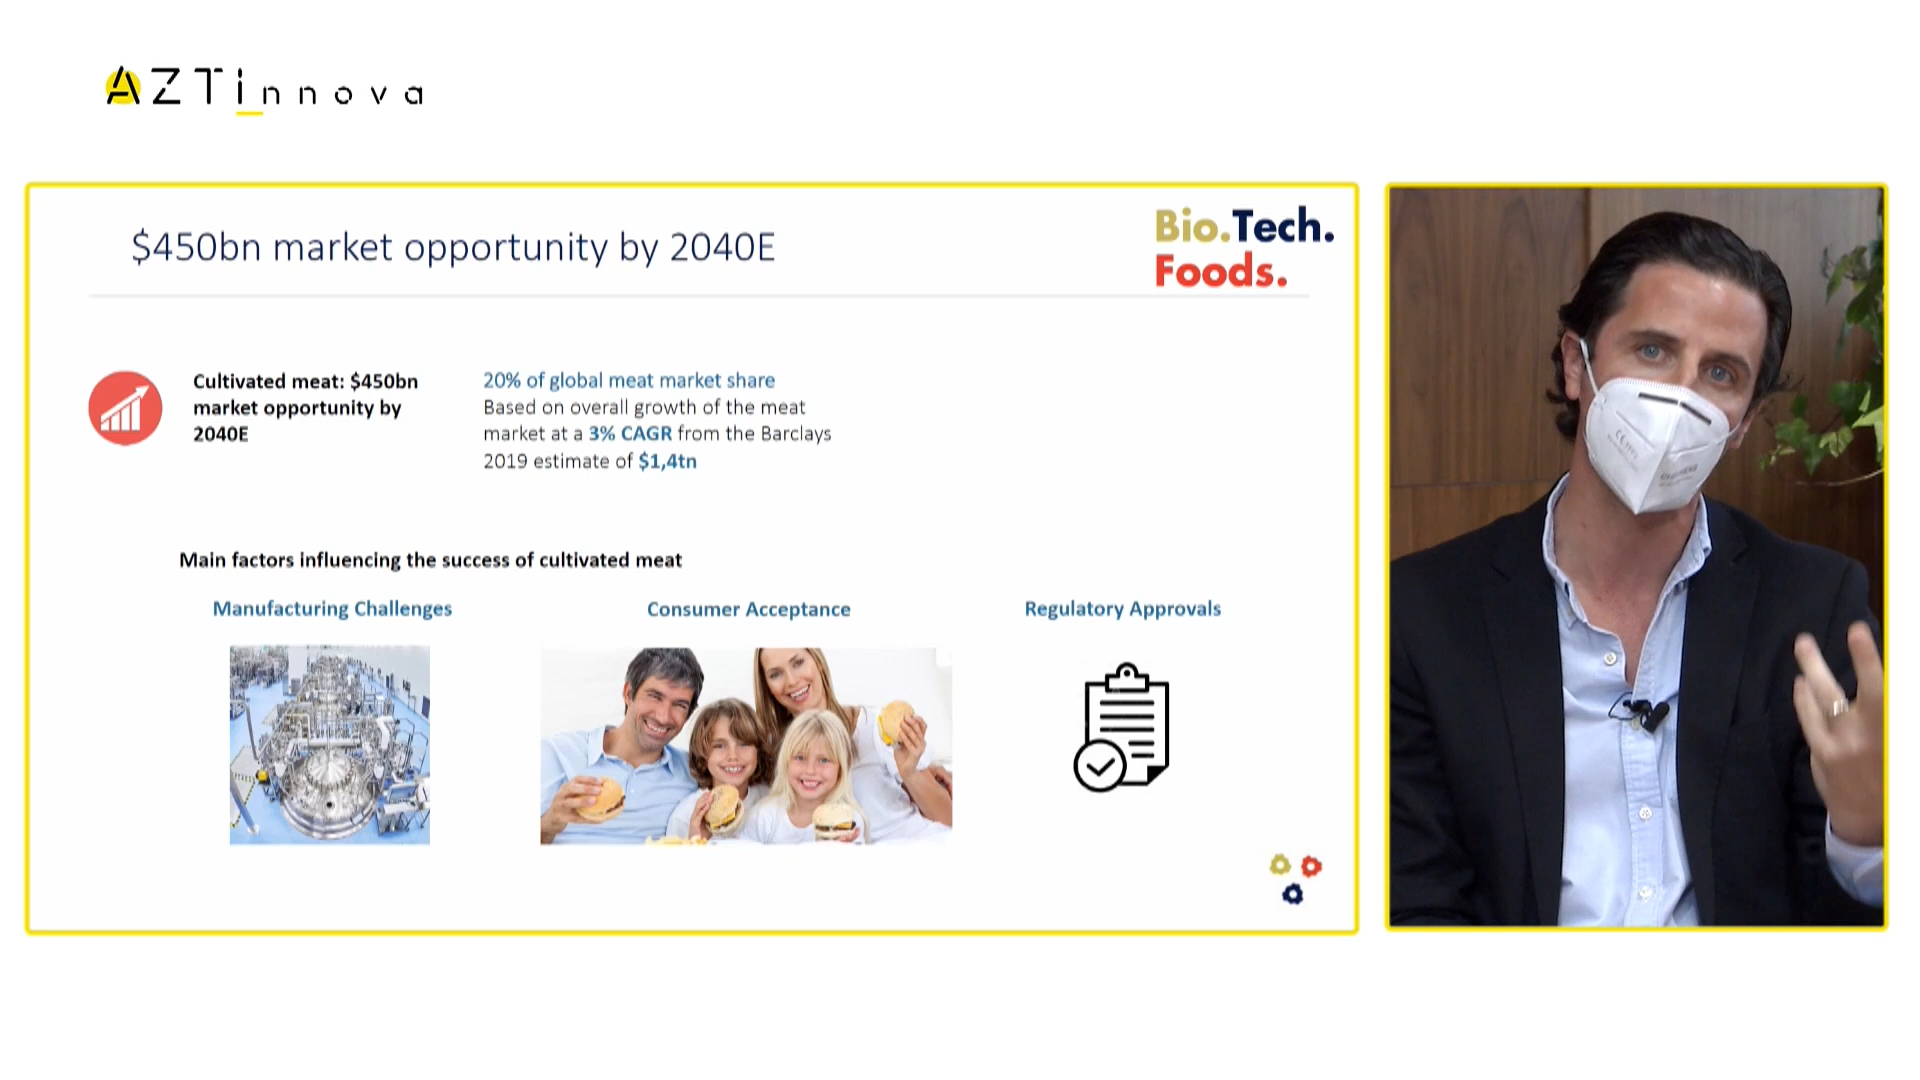 AZTInnova
$450bn market opportunity by 2040E
Bio.Tech.
Foods.
Cultivated meat: $450bn
market opportunity by
2040E
20% of global meat market share
Based on overall growth of the meat
market at a 3% CAGR from the Barclays
2019 estimate of $1,4tn
Main factors influencing the success of cultivated meat
Manufacturing Challenges
Consumer Acceptance
Regulatory Approvals